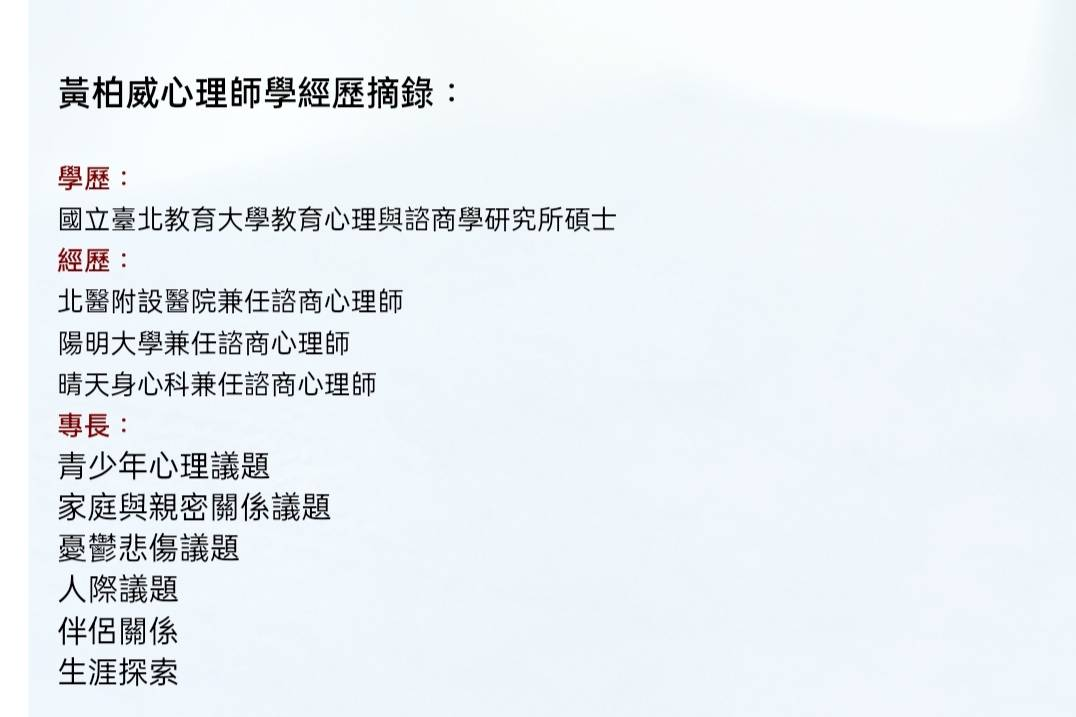 黃柏威心理師學經歷摘錄：
學歷：
國立臺北教育大學教育心理與諮商學研究所碩士
經歷：
北醫附設醫院兼任諮商心理師
陽明大學兼任諮商心理師
晴天身心科兼任諮商心理師
專長：
青少年心理議題
家庭與親密關係議題
憂鬱悲傷議題
人際議題
伴侶關係
生涯探索